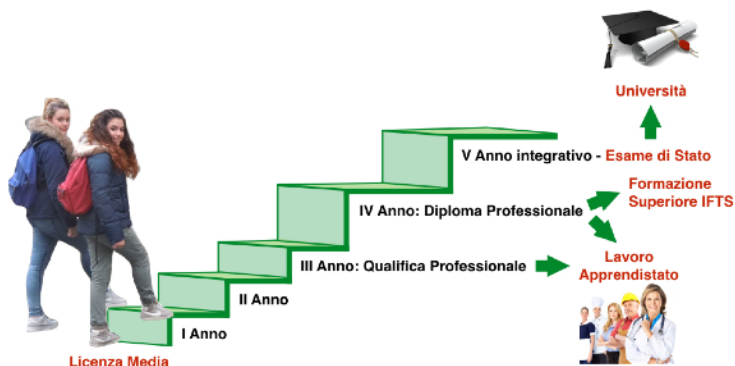 Università
V Anno integrativo - Esame di Stato
Formazione
Superiore IFTS
IV Anno: Diploma Professionale
Lavoro
Apprendistato
III Anno: Qualifica Professionale
II Anno
I Anno
Licenza Media